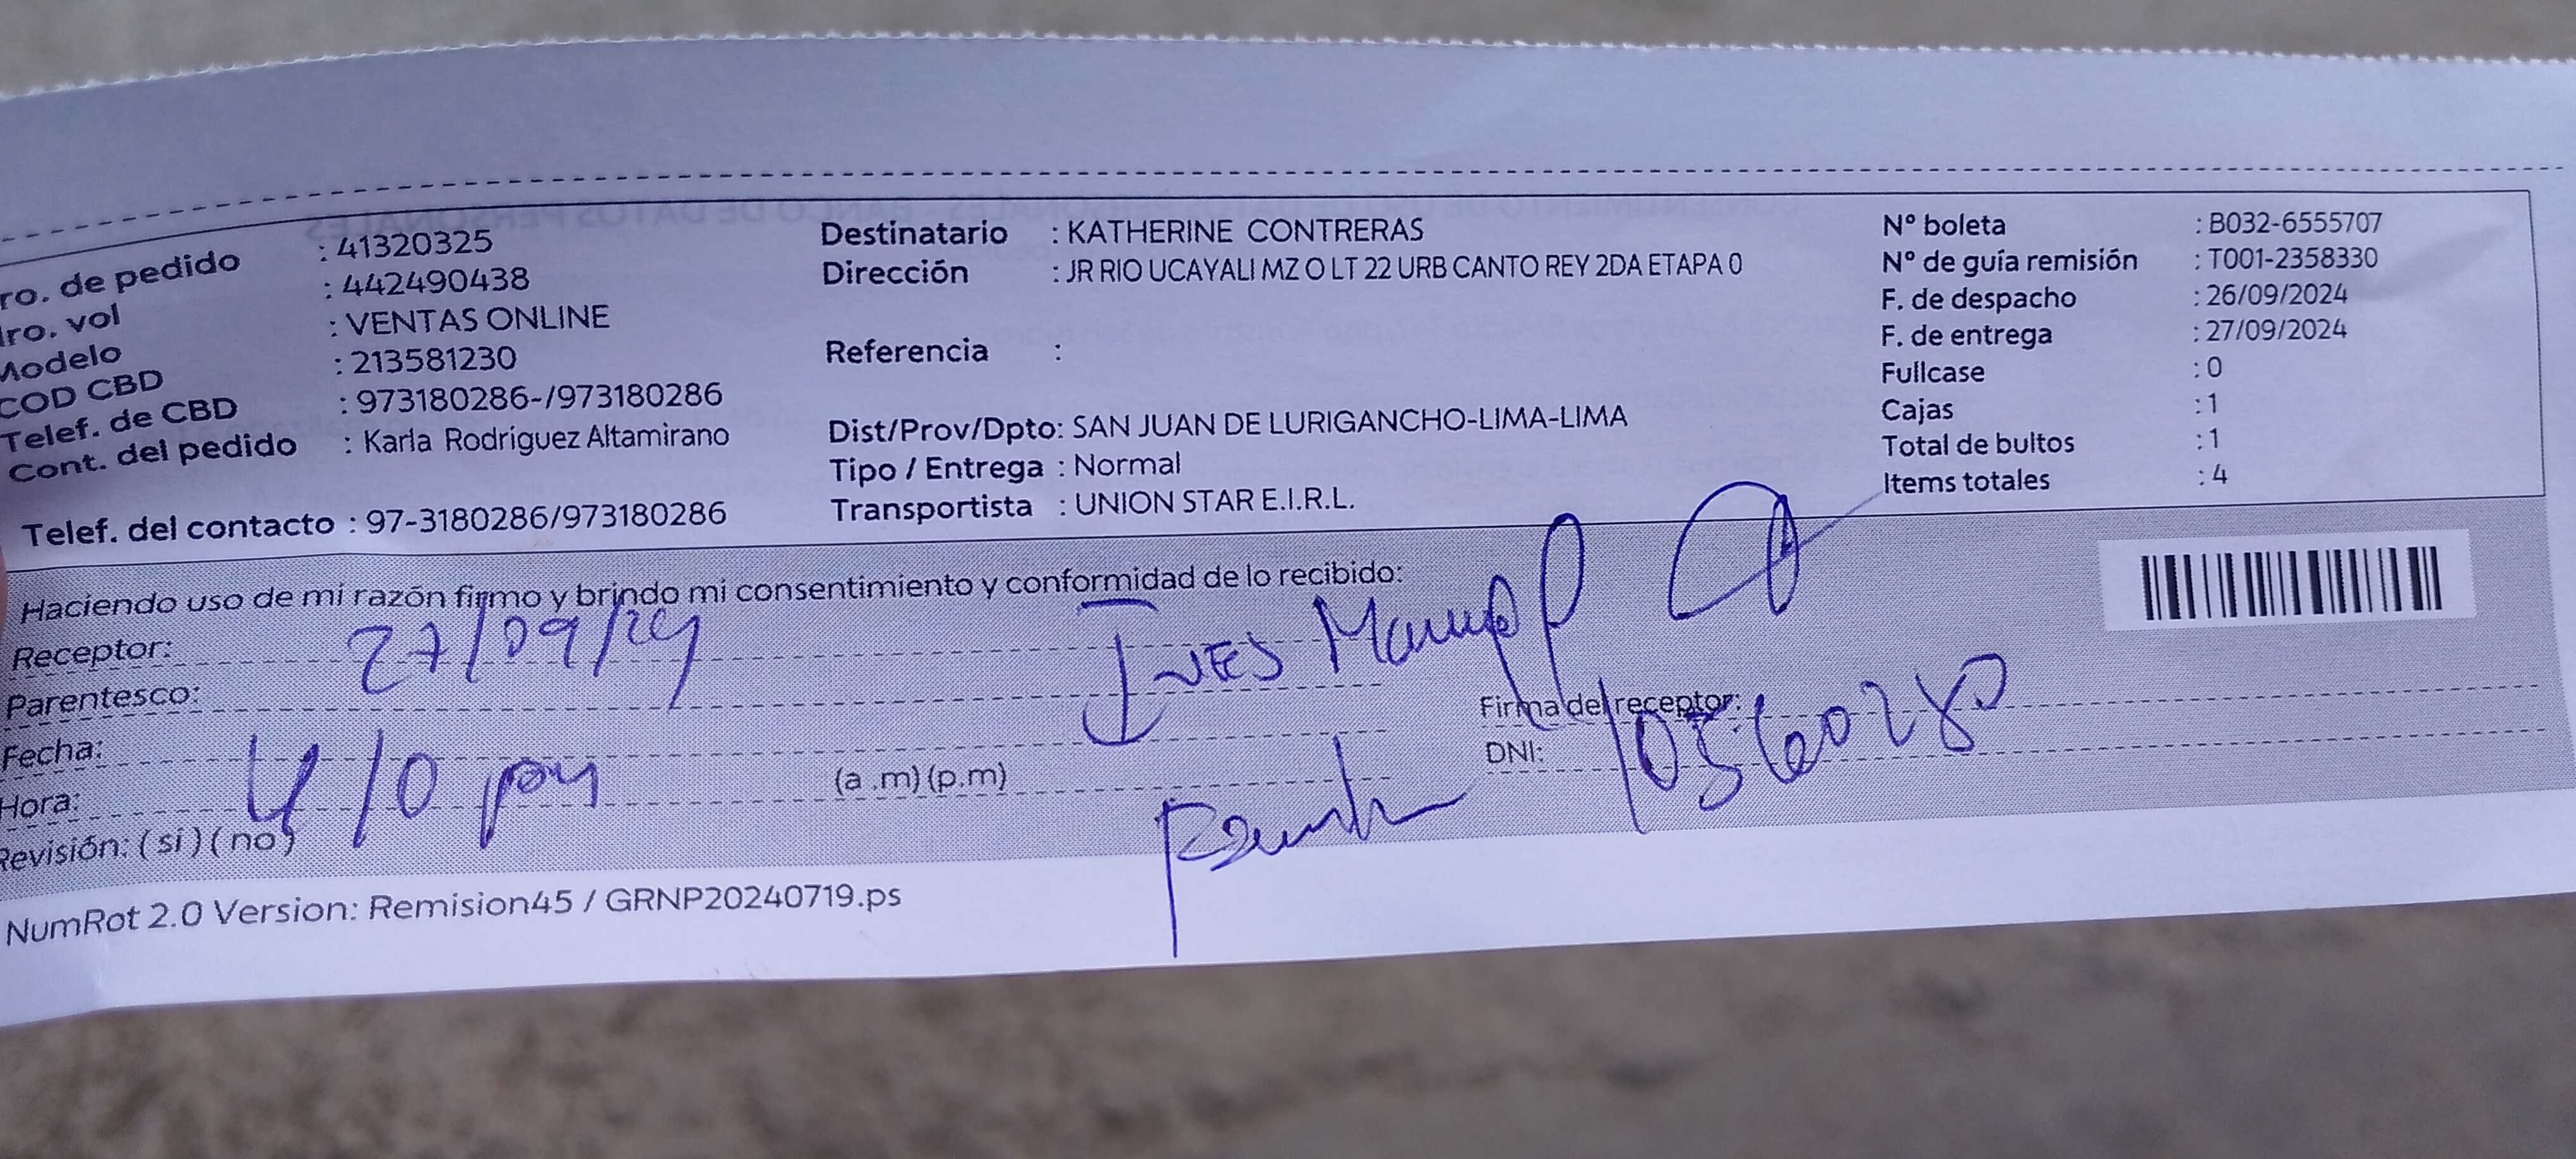 ro. de pedido : 41320325
ro. vol : 442490438
Modelo : VENTAS ONLINE
COD CBD : 213581230
Telef. de CBD : 973180286-/973180286
Cont. del pedido : Karla Rodríguez Altamirano
Telef. del contacto : 97-3180286/973180286
Destinatario : KATHERINE CONTRERAS
Dirección : JR RIO UCAYALI MZ O LT 22 URB CANTO REY 2DA ETAPA 0
Referencia :
Dist/Prov/Dpto: SAN JUAN DE LURIGANCHO-LIMA-LIMA
Tipo / Entrega : Normal
Transportista : UNION STAR E.I.R.L.
Nº boleta : B032-6555707
Nº de guía remisión : T001-2358330
F. de despacho : 26/09/2024
F. de entrega : 27/09/2024
Fullcase : 0
Cajas : 1
Total de bultos : 1
Items totales : 4
Haciendo uso de mi razón firmo y brindo mi consentimiento y conformidad de lo recibido:
Receptor:
27/09/24
INES
Parentesco:
Firma del receptor:
Fecha:
DNI: 10560280
Hora: 4 10 pm (a .m) (p.m)
Revisión: ( si ) ( no )
NumRot 2.0 Version: Remision45 / GRNP20240719.ps